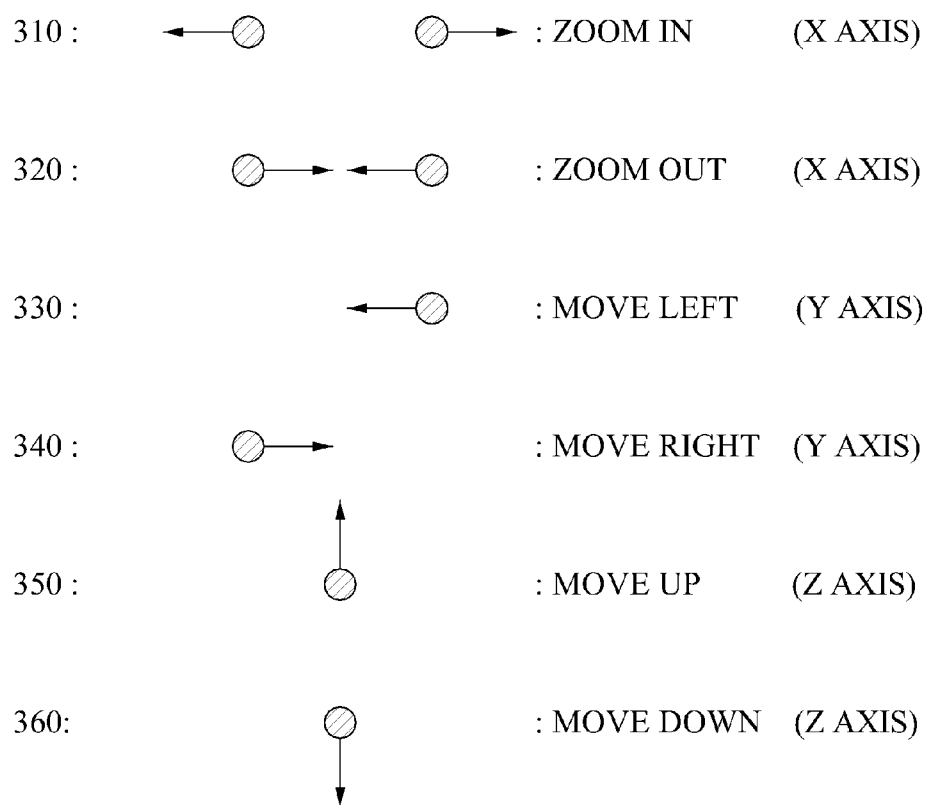 310 : : ZOOM IN (X AXIS)
320 : : ZOOM OUT (X AXIS)
330 : : MOVE LEFT (Y AXIS)
340 : : MOVE RIGHT (Y AXIS)
350 : : MOVE UP (Z AXIS)
360: : MOVE DOWN (Z AXIS)